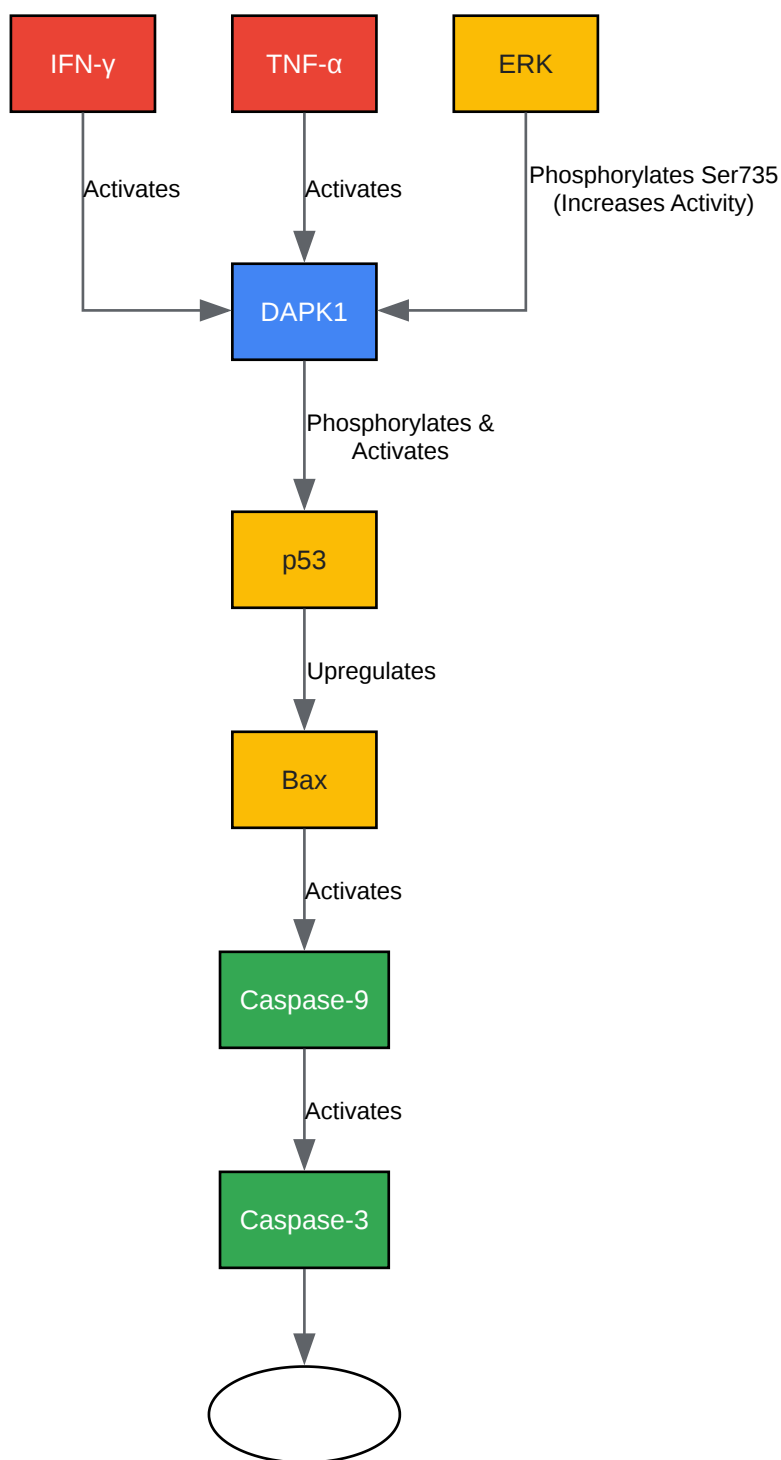 IFN-γ
TNF-α
ERK
Activates
Activates
Phosphorylates Ser735
(Increases Activity)
DAPK1
Phosphorylates &
Activates
p53
Upregulates
Bax
Activates
Caspase-9
Activates
Caspase-3